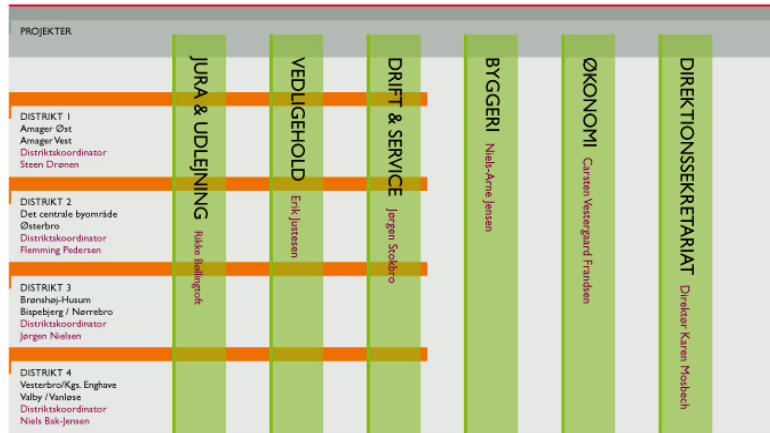 PROJEKTER
JURA & UDLEJNING Rikke Bøllingtoft
VEDLIGEHOLD Erik Justesen
DRIFT & SERVICE Jørgen Stokbro
BYGGERI Niels-Arne Jensen
ØKONOMI Carsten Vestergaard Frandsen
DIREKTIONSSEKRETARIAT Direktør Karen Mosbech
DISTRIKT 1
Amager Øst
Amager Vest
Distriktskoordinator
Steen Drønen
DISTRIKT 2
Det centrale byområde
Østerbro
Distriktskoordinator
Flemming Pedersen
DISTRIKT 3
Brønshøj-Husum
Bispebjerg / Nørrebro
Distriktskoordinator
Jørgen Nielsen
DISTRIKT 4
Vesterbro/Kgs. Enghave
Valby / Vanløse
Distriktskoordinator
Niels Bak-Jensen